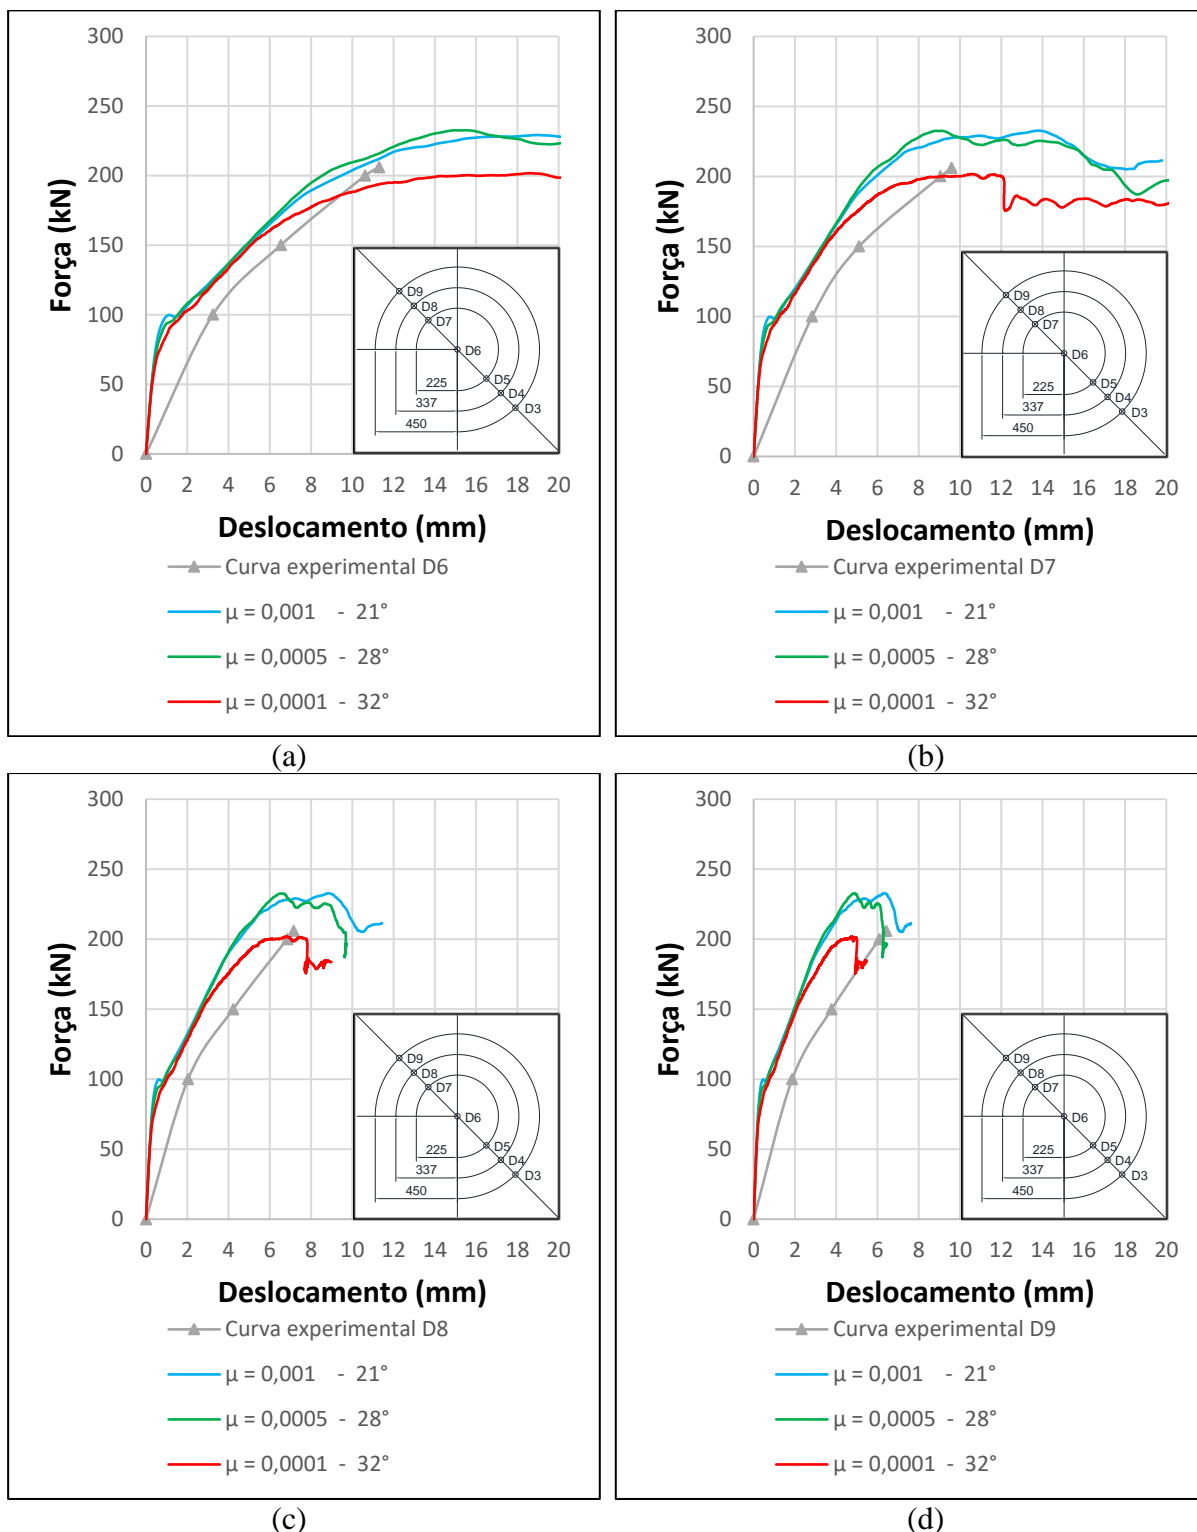 300
250
200
150
100
50
0
Força (kN)
D9
D8
D7
D6
D5
D4
D3
225
337
450
0 2 4 6 8 10 12 14 16 18 20
Deslocamento (mm)
Curva experimental D6
μ = 0,001 - 21°
μ = 0,0005 - 28°
μ = 0,0001 - 32°
(a)
300
250
200
150
100
50
0
Força (kN)
D9
D8
D7
D6
D5
D4
D3
225
337
450
0 2 4 6 8 10 12 14 16 18 20
Deslocamento (mm)
Curva experimental D7
μ = 0,001 - 21°
μ = 0,0005 - 28°
μ = 0,0001 - 32°
(b)
300
250
200
150
100
50
0
Força (kN)
D9
D8
D7
D6
D5
D4
D3
225
337
450
0 2 4 6 8 10 12 14 16 18 20
Deslocamento (mm)
Curva experimental D8
μ = 0,001 - 21°
μ = 0,0005 - 28°
μ = 0,0001 - 32°
(c)
300
250
200
150
100
50
0
Força (kN)
D9
D8
D7
D6
D5
D4
D3
225
337
450
0 2 4 6 8 10 12 14 16 18 20
Deslocamento (mm)
Curva experimental D9
μ = 0,001 - 21°
μ = 0,0005 - 28°
μ = 0,0001 - 32°
(d)